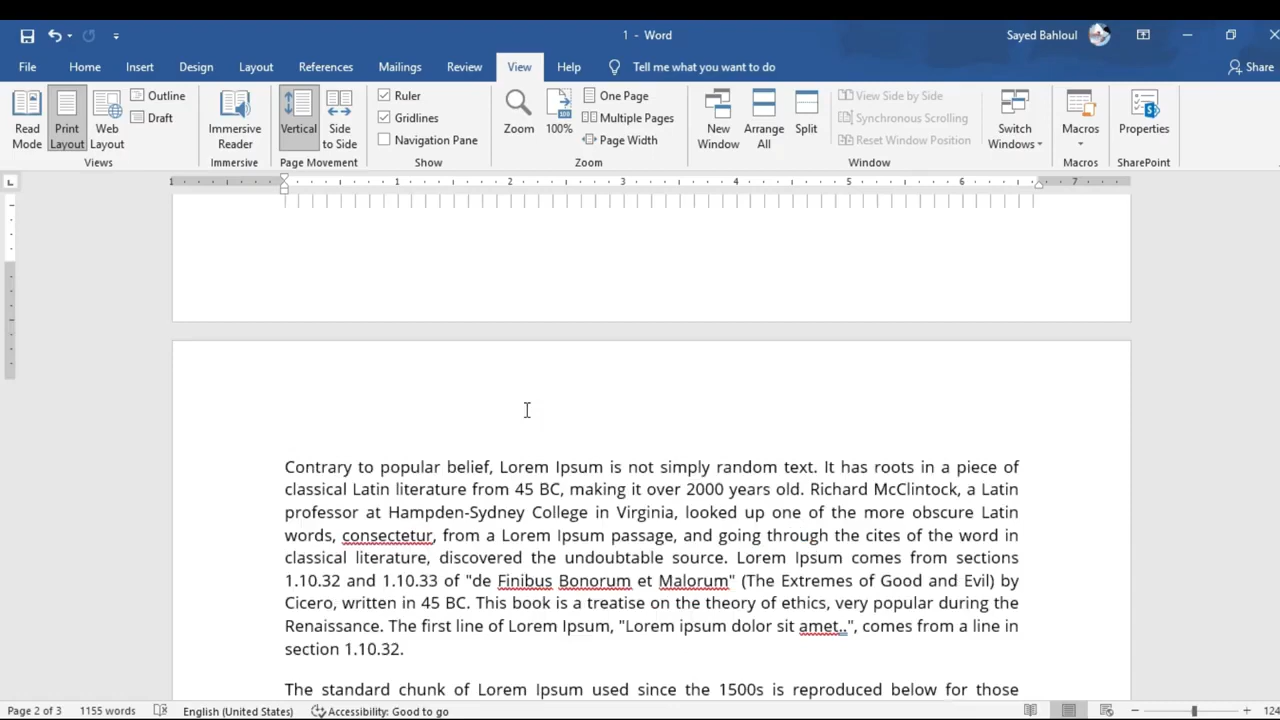 1 - Word
Sayed Bahloul
File Home Insert Design Layout References Mailings Review View Help Tell me what you want to do Share
Read Mode
Print Layout
Web Layout
Outline
Draft
Views
Immersive Reader
Immersive
Vertical
Side to Side
Page Movement
Ruler
Gridlines
Navigation Pane
Show
Zoom
100%
One Page
Multiple Pages
Page Width
Zoom
New Window
Arrange All
Split
View Side by Side
Synchronous Scrolling
Reset Window Position
Window
Switch Windows
Macros
Macros
Properties
SharePoint
1 1 2 3 4 5 6 7
Contrary to popular belief, Lorem Ipsum is not simply random text. It has roots in a piece of
classical Latin literature from 45 BC, making it over 2000 years old. Richard McClintock, a Latin
professor at Hampden-Sydney College in Virginia, looked up one of the more obscure Latin
words, consectetur, from a Lorem Ipsum passage, and going through the cites of the word in
classical literature, discovered the undoubtable source. Lorem Ipsum comes from sections
1.10.32 and 1.10.33 of "de Finibus Bonorum et Malorum" (The Extremes of Good and Evil) by
Cicero, written in 45 BC. This book is a treatise on the theory of ethics, very popular during the
Renaissance. The first line of Lorem Ipsum, "Lorem ipsum dolor sit amet..", comes from a line in
section 1.10.32.
The standard chunk of Lorem Ipsum used since the 1500s is reproduced below for those
Page 2 of 3 1155 words English (United States) Accessibility: Good to go 124